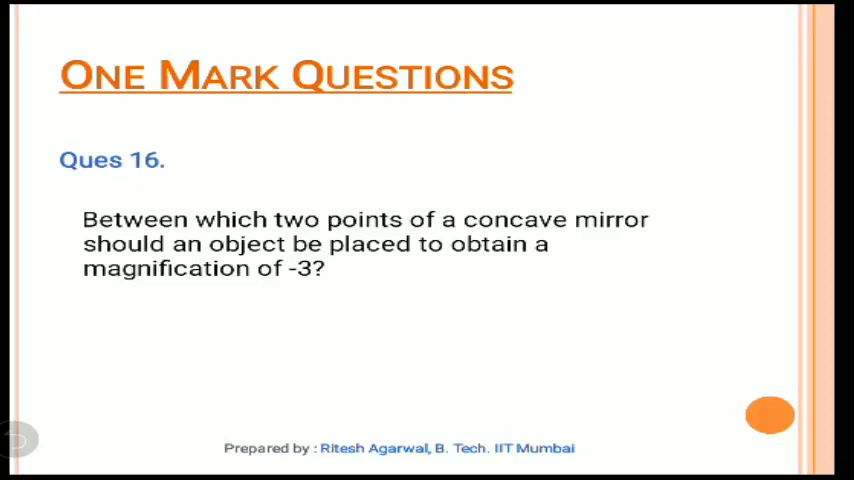 ONE MARK QUESTIONS
Ques 16.
Between which two points of a concave mirror
should an object be placed to obtain a
magnification of -3?
Prepared by : Ritesh Agarwal, B. Tech. IIT Mumbai